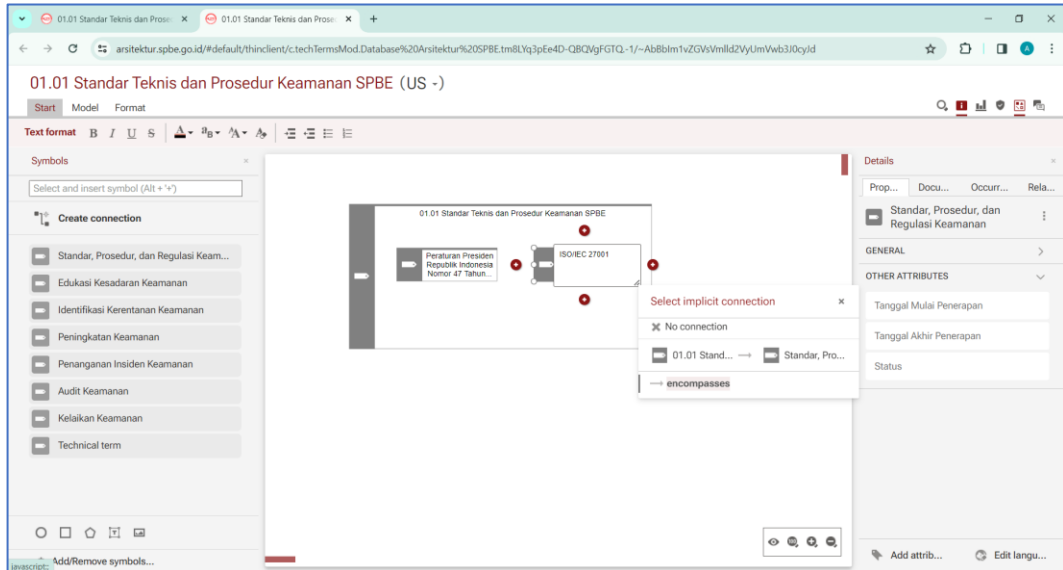 01.01 Standar Teknis dan Prosed
01.01 Standar Teknis dan Prosed
arsitektur.spbe.go.id/#default/thinclient/c.techTermsMod.Database%20Arsitektur%20SPBE.tm8LYq3pEe4D-QBQVgFGTQ.-1/~AbBbIm1vZGVsVmlld2VyUmVwb3J0cyJd
A
01.01 Standar Teknis dan Prosedur Keamanan SPBE (US -)
Start Model Format
Text format B I U S
Symbols
Select and insert symbol (Alt + '+')
Create connection
Standar, Prosedur, dan Regulasi Keam...
Edukasi Kesadaran Keamanan
Identifikasi Kerentanan Keamanan
Peningkatan Keamanan
Penanganan Insiden Keamanan
Audit Keamanan
Kelaikan Keamanan
Technical term
Add/Remove symbols...
javascript:
01.01 Standar Teknis dan Prosedur Keamanan SPBE
Peraturan Presiden
Republik Indonesia
Nomor 47 Tahun...
ISO/IEC 27001
Select implicit connection
No connection
01.01 Stand... → Standar, Pro...
→ encompasses
Details
Prop... Docu... Occurr... Rela...
Standar, Prosedur, dan
Regulasi Keamanan
GENERAL
OTHER ATTRIBUTES
Tanggal Mulai Penerapan
Tanggal Akhir Penerapan
Status
Add attrib... Edit langu...